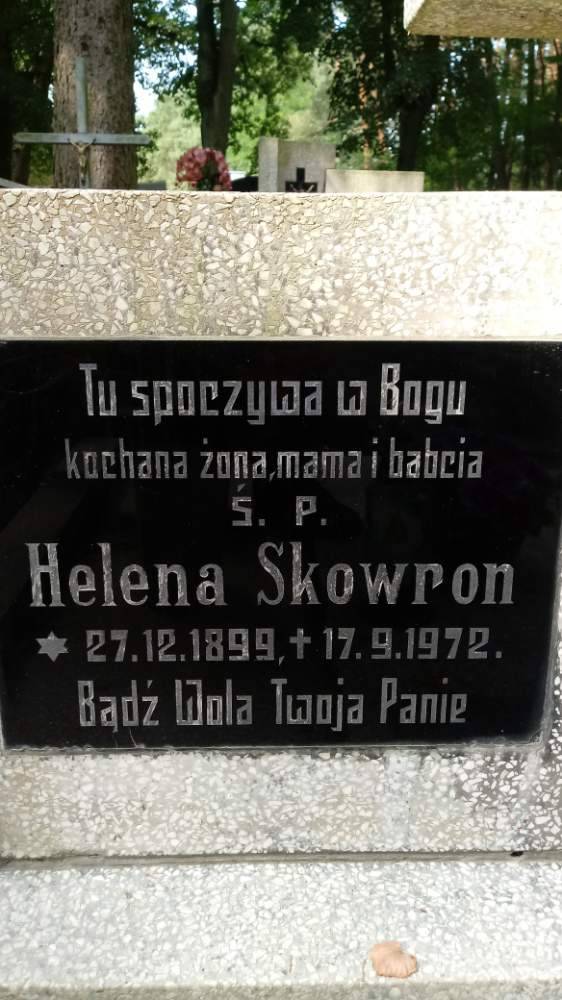 Tu spoczywa w Bogu
kochana żona, mama i babcia
Ś. P.
Helena Skowron
* 27.12.1899, + 17.9.1972.
Bądź Wola Twoja Panie